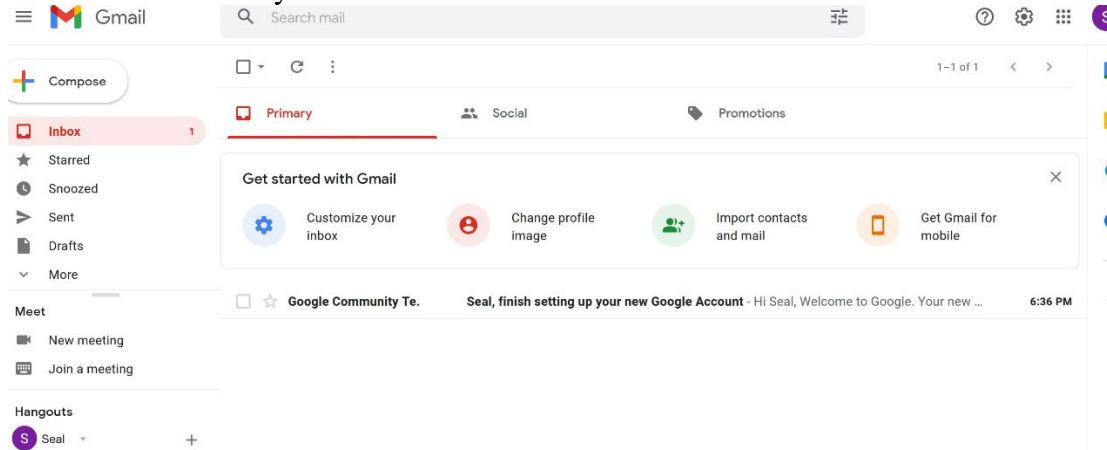 Gmail
Search mail
Compose
1–1 of 1
Primary
Social
Promotions
Inbox 1
Starred
Snoozed
Sent
Drafts
More
Get started with Gmail
Customize your
inbox
Change profile
image
Import contacts
and mail
Get Gmail for
mobile
Google Community Te. Seal, finish setting up your new Google Account - Hi Seal, Welcome to Google. Your new ... 6:36 PM
Meet
New meeting
Join a meeting
Hangouts
S Seal